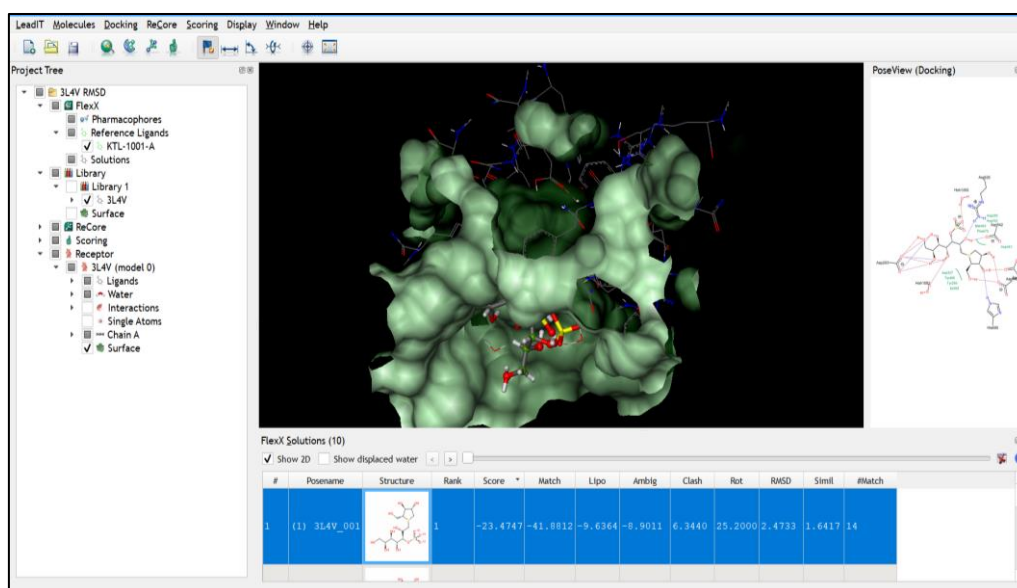 LeadIT Molecules Docking ReCore Scoring Display Window Help
Project Tree
3L4V RMSD
FlexX
Pharmacophores
Reference Ligands
KTL-1001-A
Solutions
Library
Library 1
3L4V
Surface
ReCore
Scoring
Receptor
3L4V (model 0)
Ligands
Water
Interactions
Single Atoms
Chain A
Surface
PoseView (Docking)
FlexX Solutions (10)
Show 2D Show displaced water
# Posename Structure Rank Score Match Lipo Ambig Clash Rot RMSD Simil #Match
1 (1) 3L4V_001 1 -23.4747 -41.8812 -9.6364 -8.9011 6.3440 25.2000 2.4733 1.6417 14